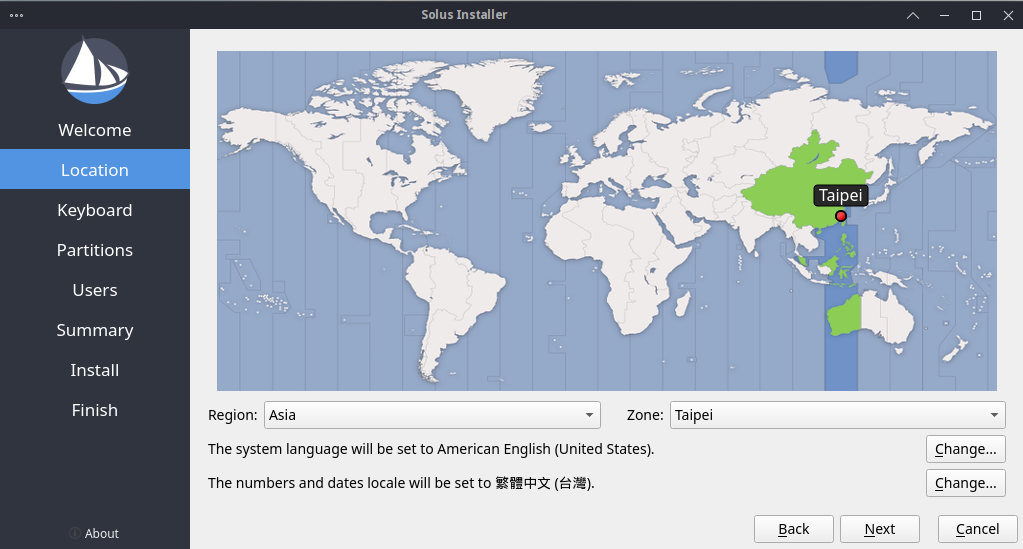 Solus Installer
Welcome
Location
Keyboard
Partitions
Users
Summary
Install
Finish
About
Taipei
Region: Asia Zone: Taipei
The system language will be set to American English (United States). Change...
The numbers and dates locale will be set to 繁體中文 (台灣). Change...
Back Next Cancel